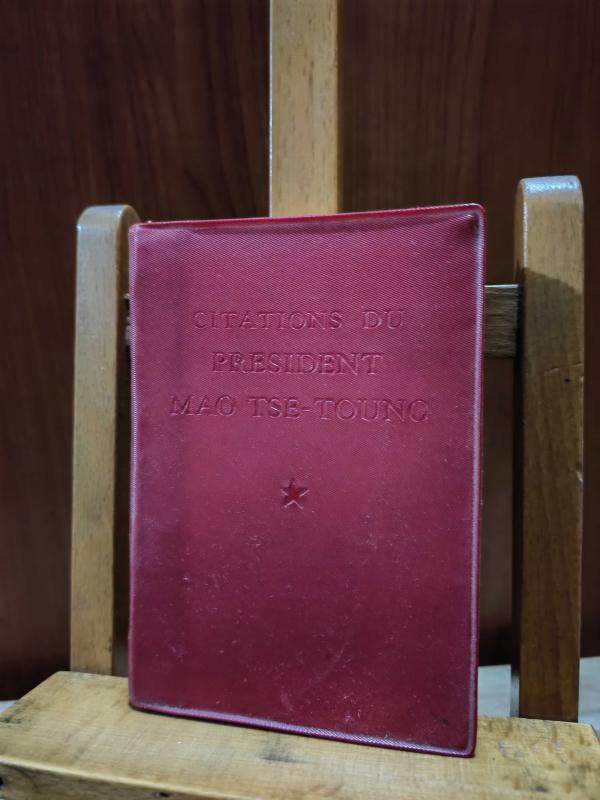 CITATIONS DU
PRESIDENT
MAO TSE-TOUNG